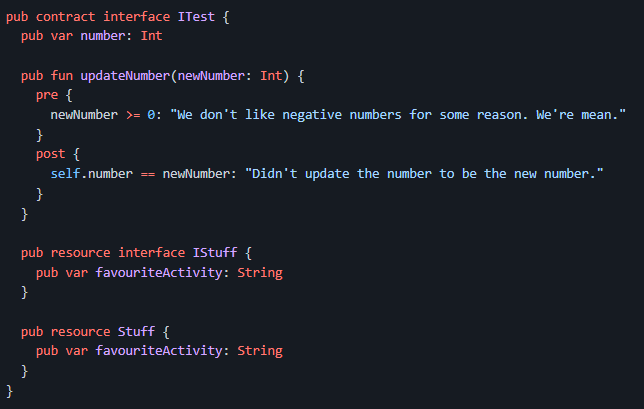 pub contract interface ITest {
  pub var number: Int

  pub fun updateNumber(newNumber: Int) {
    pre {
      newNumber >= 0: "We don't like negative numbers for some reason. We're mean."
    }
    post {
      self.number == newNumber: "Didn't update the number to be the new number."
    }
  }

  pub resource interface IStuff {
    pub var favouriteActivity: String
  }

  pub resource Stuff {
    pub var favouriteActivity: String
  }
}